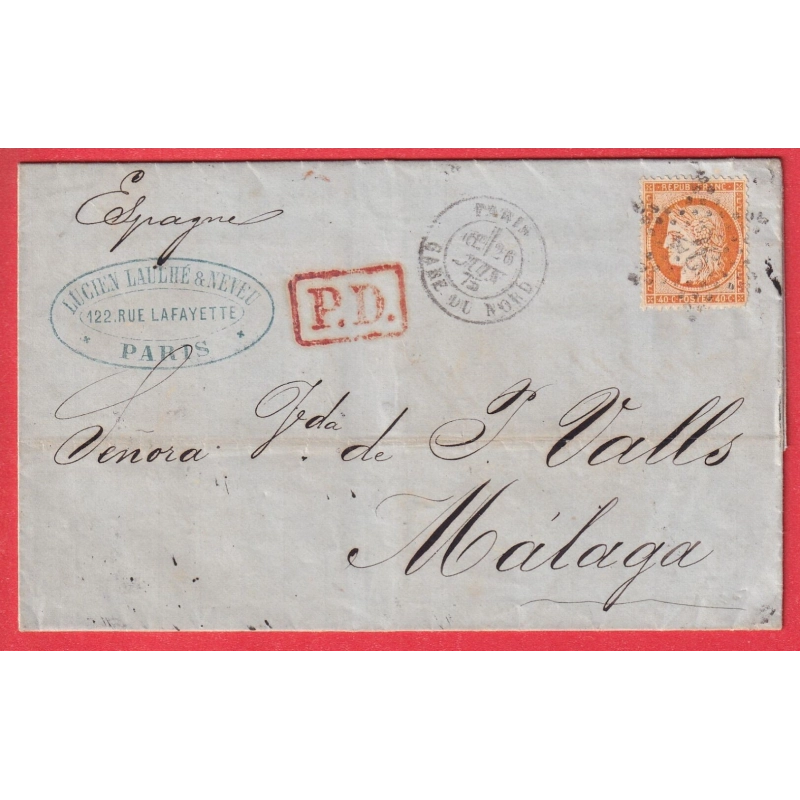 Espagne
LUCIEN LAULHÉ & NEVEU
122. RUE LAFAYETTE
PARIS
P.D.
PARIS
GARE DU NORD
REPUB FRANC
40 C POSTES 40 C
Señora Vda de P. Valls
Málaga